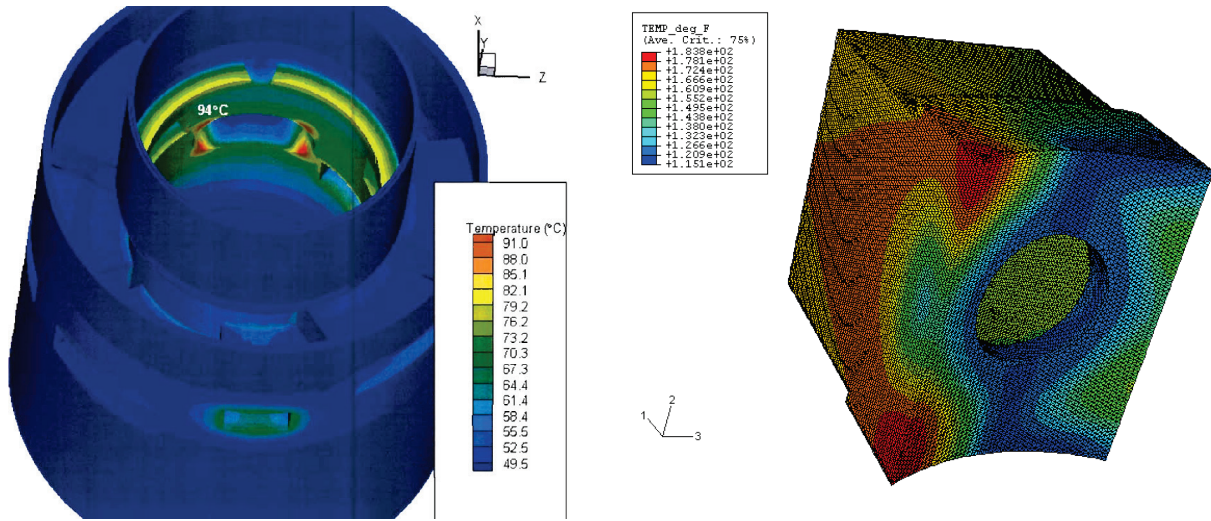 X
Y
Z
94°C
Temperature (°C)
91.0
88.0
85.1
82.1
79.2
76.2
73.2
70.3
67.3
64.4
61.4
58.4
55.5
52.5
49.5
TEMP_deg_F
(Ave. Crit.: 75%)
+1.838e+02
+1.781e+02
+1.724e+02
+1.666e+02
+1.609e+02
+1.552e+02
+1.495e+02
+1.438e+02
+1.380e+02
+1.323e+02
+1.266e+02
+1.209e+02
+1.151e+02
2
1
3